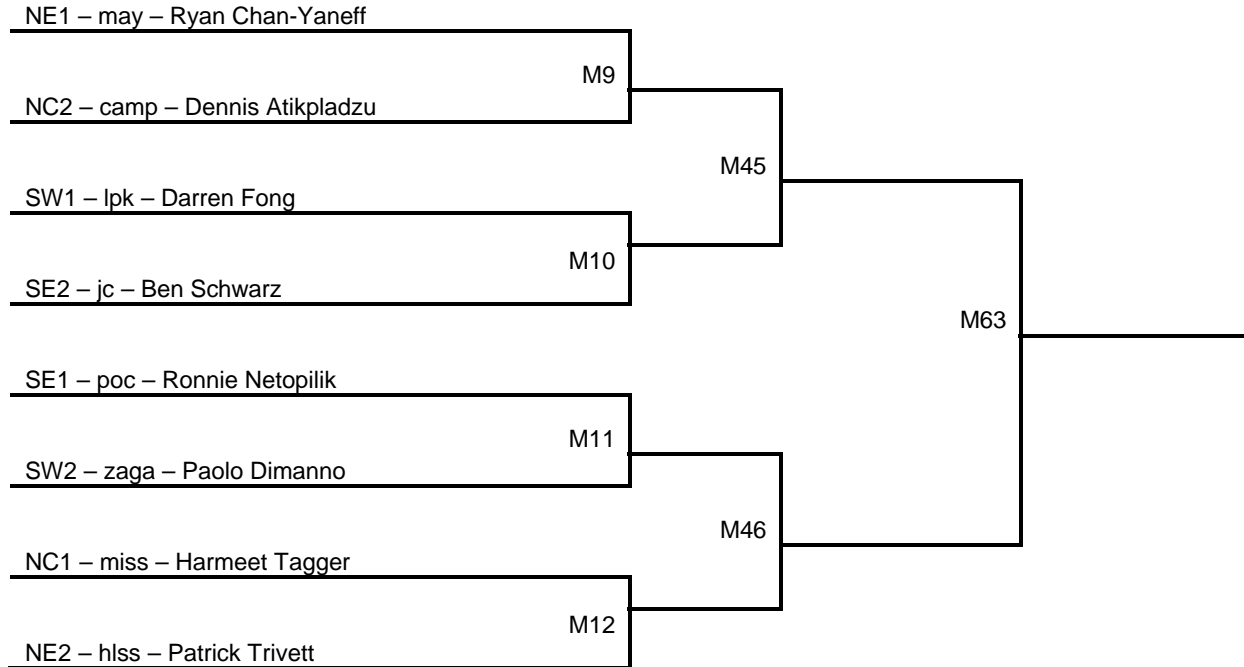 NE1 – may – Ryan Chan-Yaneff
M9
NC2 – camp – Dennis Atikpladzu
M45
SW1 – lpk – Darren Fong
M10
SE2 – jc – Ben Schwarz
M63
SE1 – poc – Ronnie Netopilik
M11
SW2 – zaga – Paolo Dimanno
M46
NC1 – miss – Harmeet Tagger
M12
NE2 – hlss – Patrick Trivett